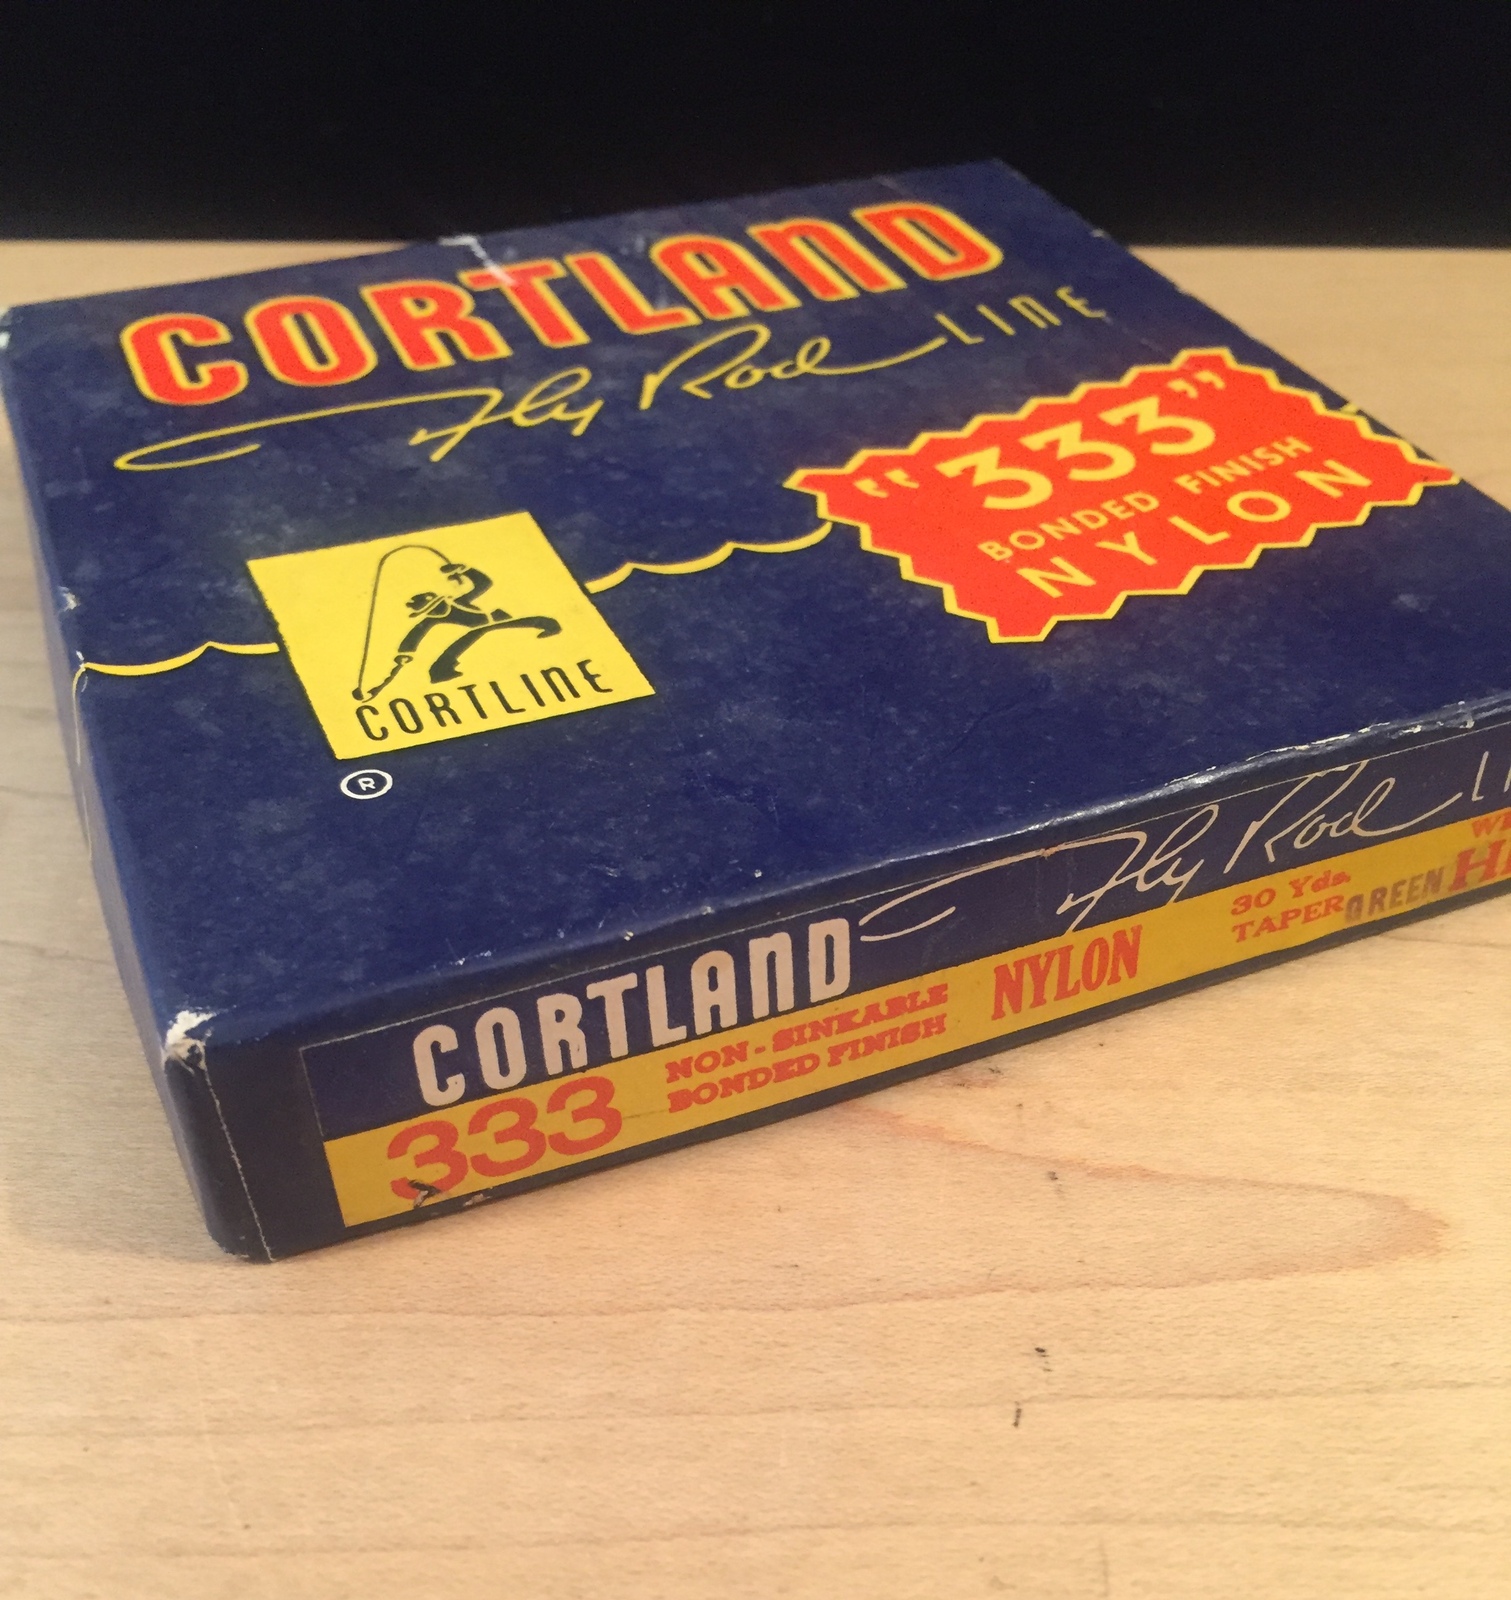 CORTLAND
Fly Rod LINE
"333"
BONDED FINISH
NYLON
CORTLINE
®
CORTLAND Fly Rod
333
NON-SINKABLE
BONDED FINISH
NYLON
30 Yds.
TAPER
GREEN